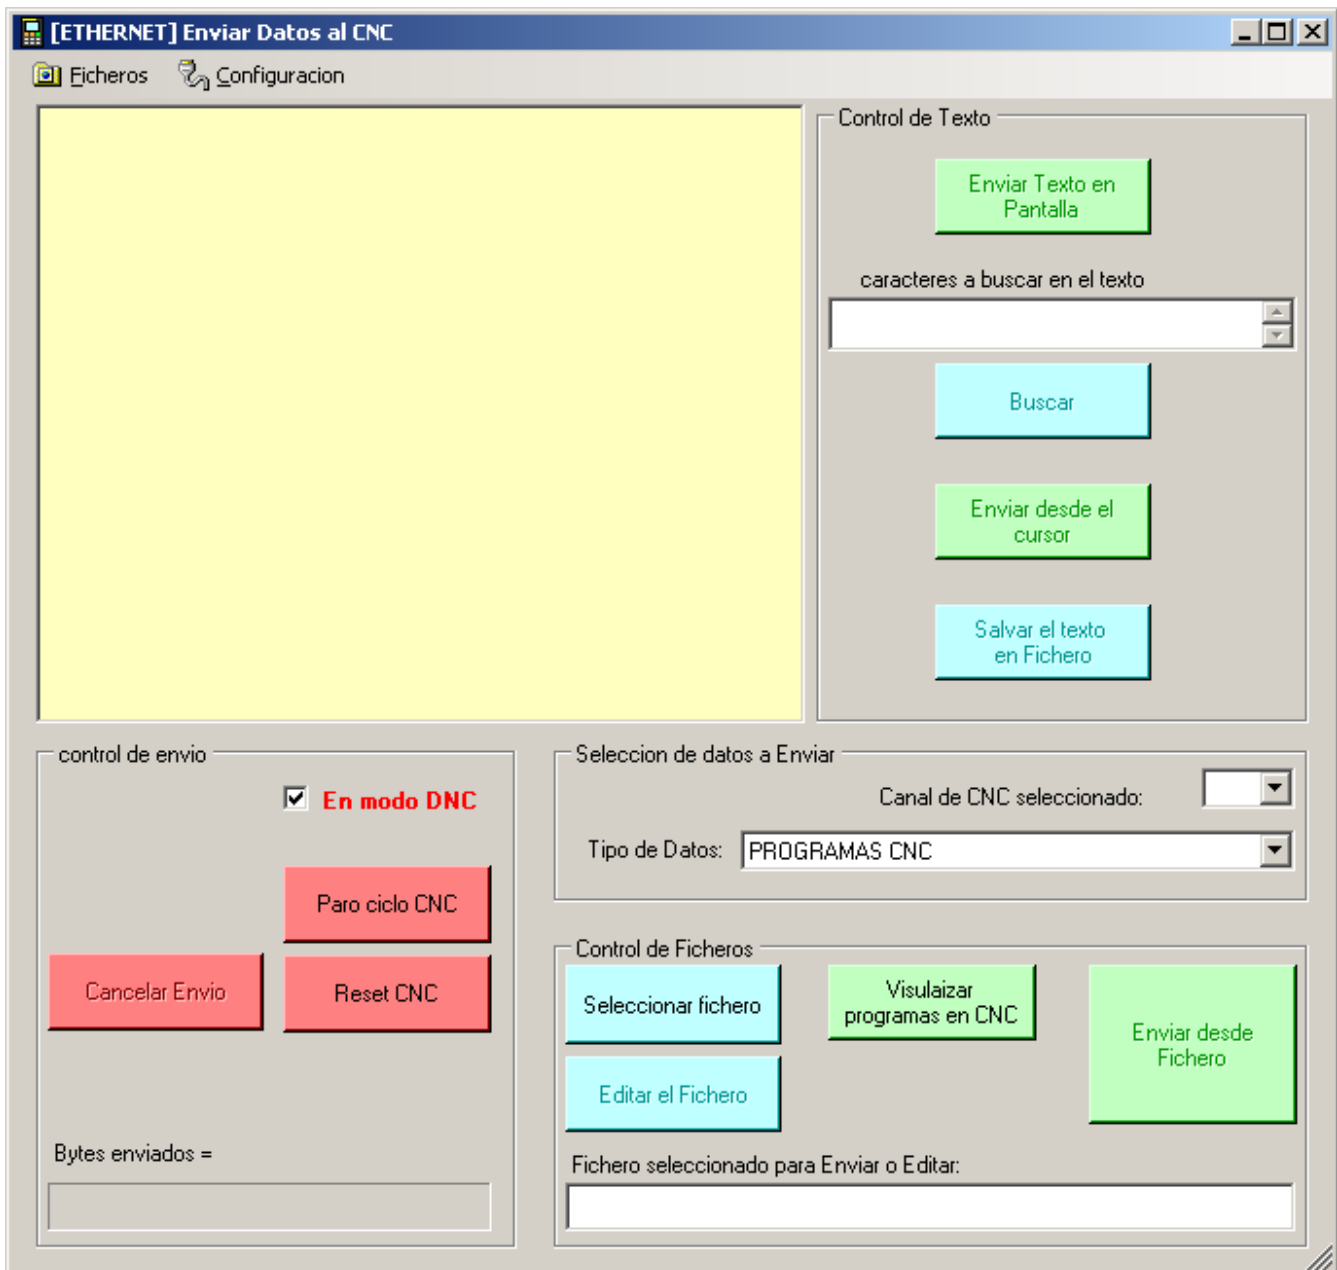 [ETHERNET] Enviar Datos al CNC
Ficheros Configuracion
Control de Texto
Enviar Texto en
Pantalla
caracteres a buscar en el texto
Buscar
Enviar desde el
cursor
Salvar el texto
en Fichero
control de envio
En modo DNC
Paro ciclo CNC
Cancelar Envio
Reset CNC
Bytes enviados =
Seleccion de datos a Enviar
Canal de CNC seleccionado:
Tipo de Datos: PROGRAMAS CNC
Control de Ficheros
Seleccionar fichero
Visulaizar
programas en CNC
Enviar desde
Fichero
Editar el Fichero
Fichero seleccionado para Enviar o Editar: